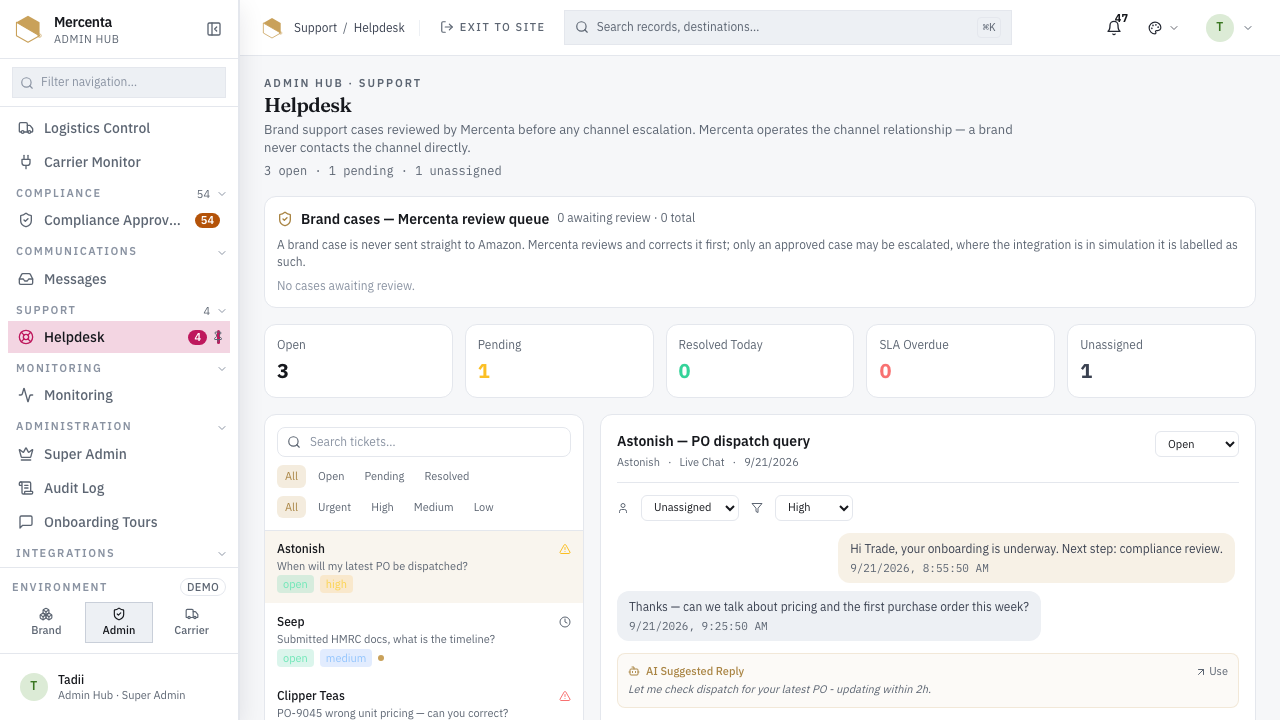 Mercenta
ADMIN HUB
Filter navigation...
Logistics Control
Carrier Monitor
COMPLIANCE 54
Compliance Approv... 54
COMMUNICATIONS
Messages
SUPPORT 4
Helpdesk 4
MONITORING
Monitoring
ADMINISTRATION
Super Admin
Audit Log
Onboarding Tours
INTEGRATIONS
ENVIRONMENT DEMO
Brand Admin Carrier
T
Tadii
Admin Hub · Super Admin
Support / Helpdesk
EXIT TO SITE
Search records, destinations... ⌘K
47
T
ADMIN HUB · SUPPORT
Helpdesk
Brand support cases reviewed by Mercenta before any channel escalation. Mercenta operates the channel relationship — a brand
never contacts the channel directly.
3 open · 1 pending · 1 unassigned
Brand cases — Mercenta review queue 0 awaiting review · 0 total
A brand case is never sent straight to Amazon. Mercenta reviews and corrects it first; only an approved case may be escalated, where the integration is in simulation it is labelled as
such.
No cases awaiting review.
Open
3
Pending
1
Resolved Today
0
SLA Overdue
0
Unassigned
1
Search tickets...
All Open Pending Resolved
All Urgent High Medium Low
Astonish
When will my latest PO be dispatched?
open high
Seep
Submitted HMRC docs, what is the timeline?
open medium
Clipper Teas
PO-9045 wrong unit pricing — can you correct?
Astonish — PO dispatch query
Astonish · Live Chat · 9/21/2026
Open
Unassigned
High
Hi Trade, your onboarding is underway. Next step: compliance review.
9/21/2026, 8:55:50 AM
Thanks — can we talk about pricing and the first purchase order this week?
9/21/2026, 9:25:50 AM
AI Suggested Reply Use
Let me check dispatch for your latest PO - updating within 2h.